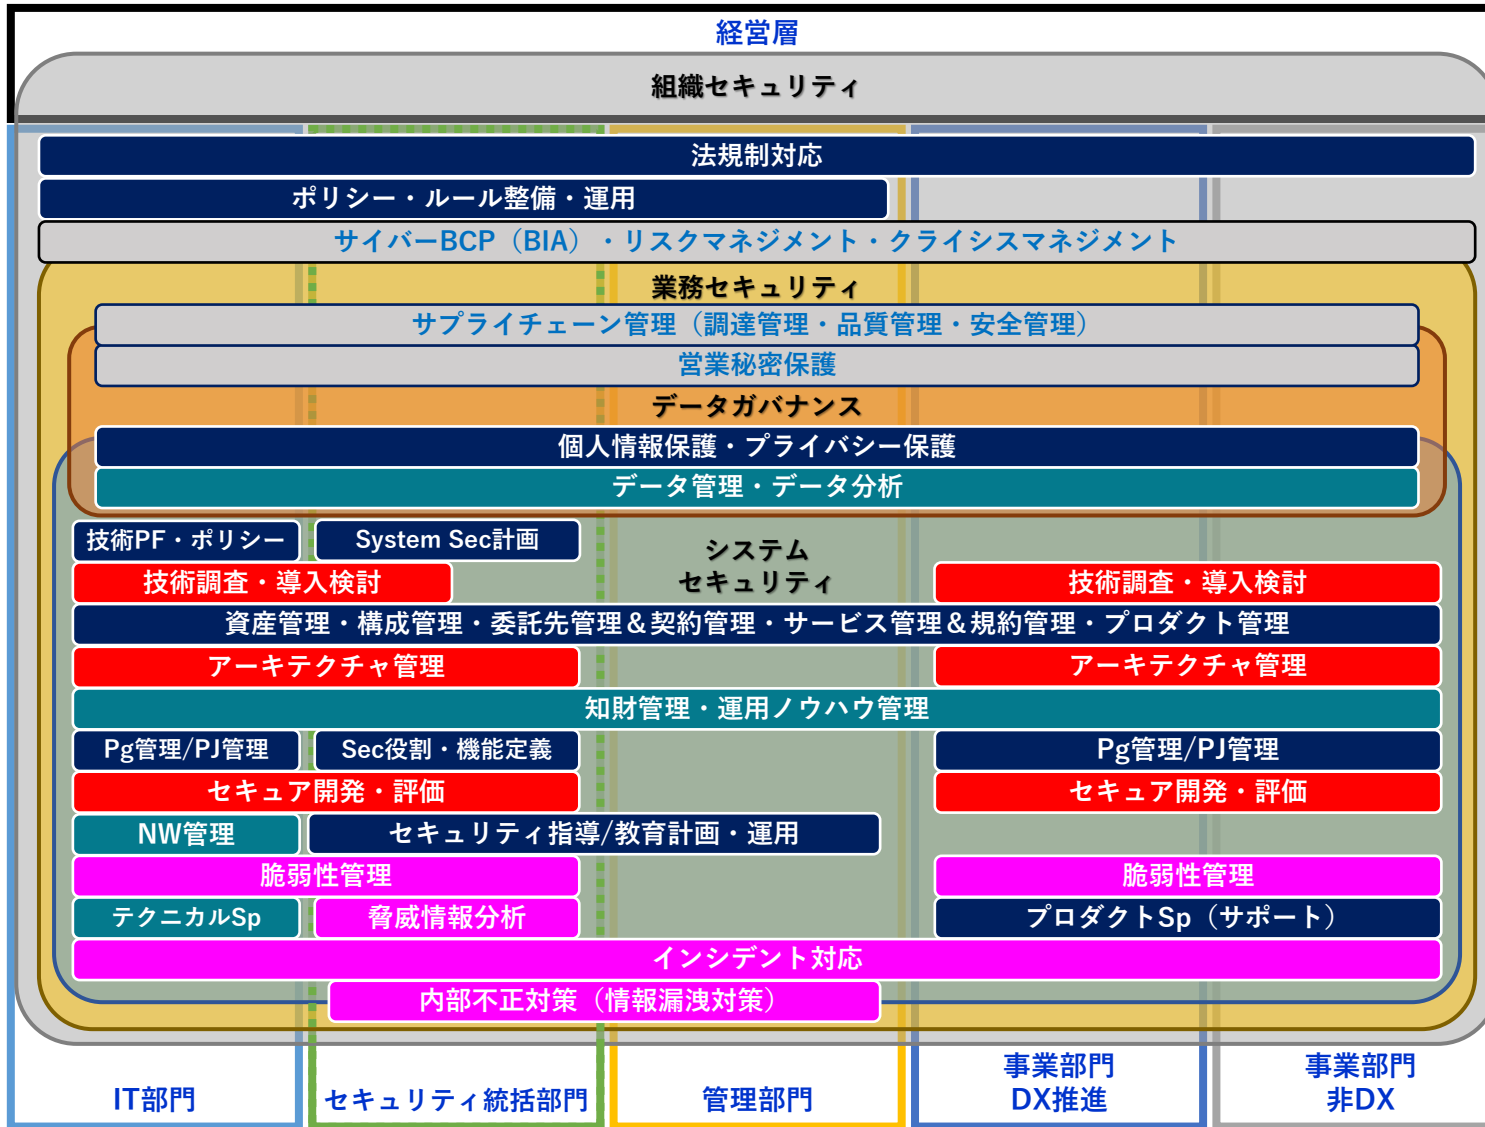 経営層
組織セキュリティ
法規制対応
ポリシー・ルール整備・運用
サイバーBCP（BIA）・リスクマネジメント・クライシスマネジメント
業務セキュリティ
サプライチェーン管理（調達管理・品質管理・安全管理）
営業秘密保護
データガバナンス
個人情報保護・プライバシー保護
データ管理・データ分析
技術PF・ポリシー
System Sec計画
システム
セキュリティ
技術調査・導入検討
技術調査・導入検討
資産管理・構成管理・委託先管理＆契約管理・サービス管理＆規約管理・プロダクト管理
アーキテクチャ管理
アーキテクチャ管理
知財管理・運用ノウハウ管理
Pg管理/PJ管理
Sec役割・機能定義
Pg管理/PJ管理
セキュア開発・評価
セキュア開発・評価
NW管理
セキュリティ指導/教育計画・運用
脆弱性管理
脆弱性管理
テクニカルSp
脅威情報分析
プロダクトSp（サポート）
インシデント対応
内部不正対策（情報漏洩対策）
IT部門
セキュリティ統括部門
管理部門
事業部門
DX推進
事業部門
非DX